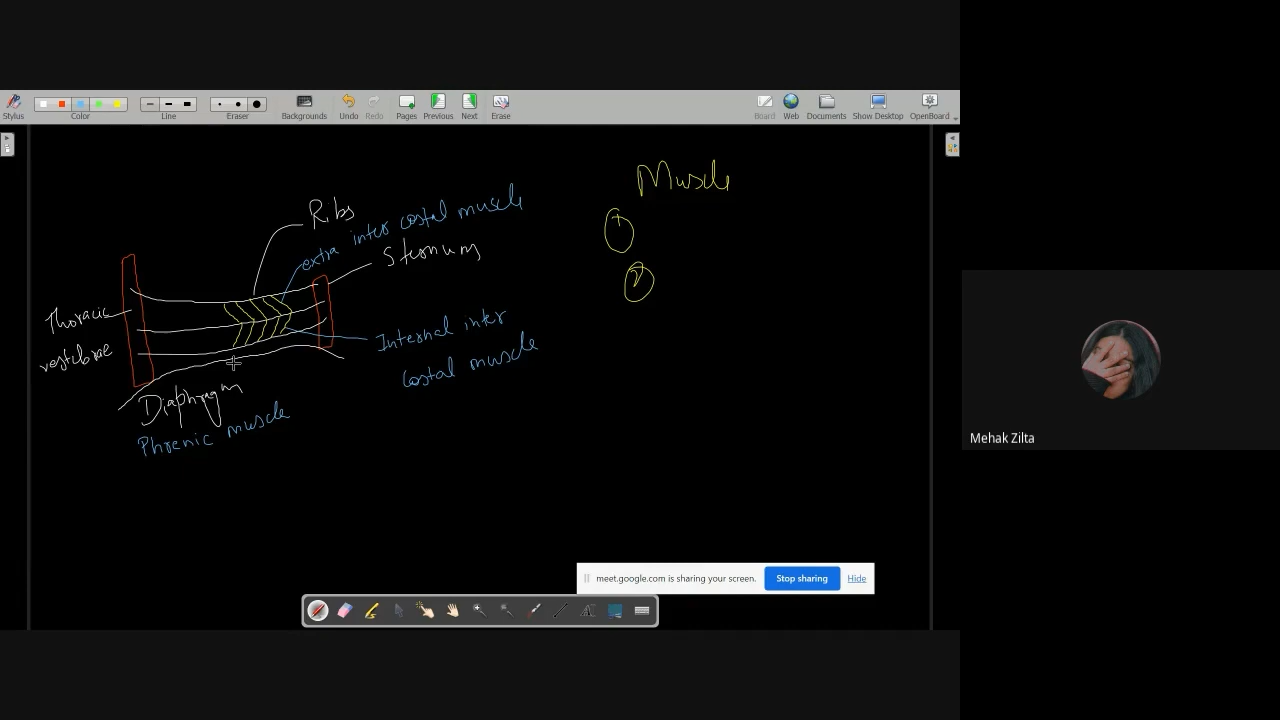 Stylus
Color
Line
Eraser
Backgrounds
Undo
Redo
Pages
Previous
Next
Erase
Board
Web
Documents
Show Desktop
OpenBoard
Muscle
1
2
Ribs
extra inter costal muscle
Sternum
Thoracic
vertebrae
Internal inter
costal muscle
Diaphragm
Phrenic muscle
Mehak Zilta
meet.google.com is sharing your screen.
Stop sharing
Hide